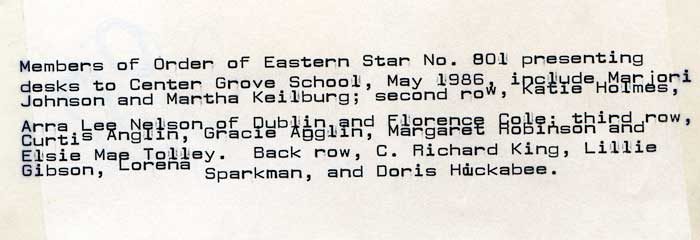 Members of Order of Eastern Star No. 801 presenting
desks to Center Grove School, May 1986, include Marjori
Johnson and Martha Keilburg; second row, Katie Holmes,
Arra Lee Nelson of Dublin and Florence Cole; third row,
Curtis Anglin, Gracie Anglin, Margaret Robinson and
Elsie Mae Tolley. Back row, C. Richard King, Lillie
Gibson, Lorena Sparkman, and Doris Huckabee.